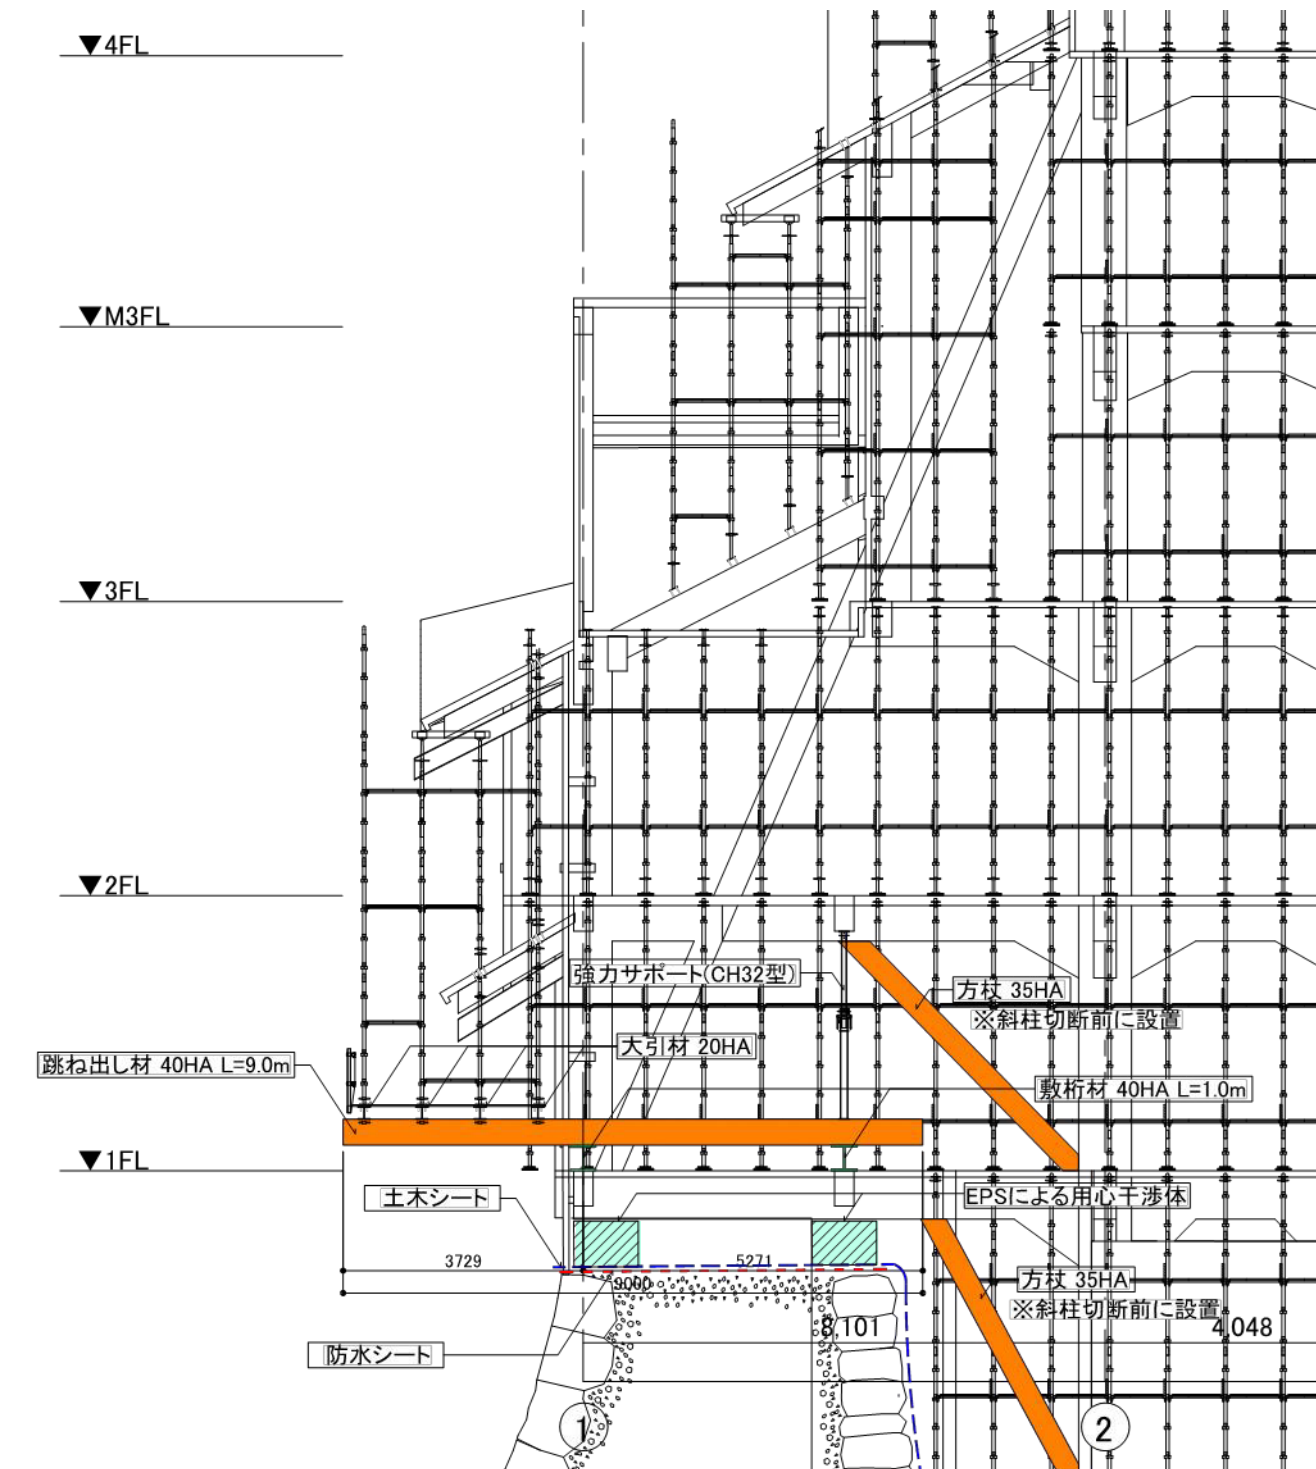 ▼4FL
▼M3FL
▼3FL
▼2FL
強力サポート(CH32型)
方杖 35HA
※斜柱切断前に設置
大引材 20HA
跳ね出し材 40HA L=9.0m
敷桁材 40HA L=1.0m
▼1FL
土木シート
EPSによる用心干渉体
3729
5271
9000
方杖 35HA
※斜柱切断前に設置
8,101
4,048
防水シート
1
2